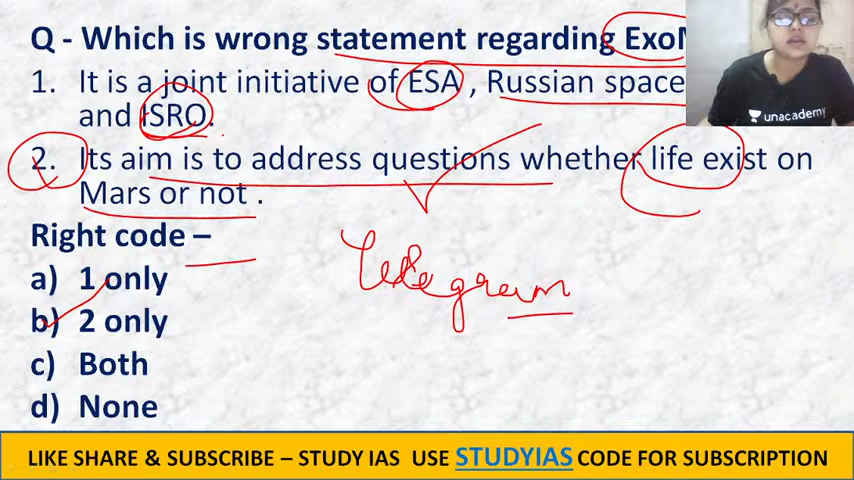 Q - Which is wrong statement regarding Exo
1. It is a joint initiative of ESA , Russian space
and ISRO.
unacademy
2. Its aim is to address questions whether life exist on
Mars or not .
Right code –
Telegram
a) 1 only
b) 2 only
c) Both
d) None
LIKE SHARE & SUBSCRIBE – STUDY IAS USE STUDYIAS CODE FOR SUBSCRIPTION